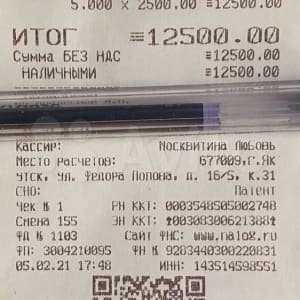 5.000 × 2500.00 =12500.00
ИТОГ =12500.00
Сумма БЕЗ НДС =12500.00
НАЛИЧНЫМИ =12500.00
Кассир: Москвитина Любовь
Место расчетов: 677009,г.Як
утск, ул. Федора Попова, д. 16/5, к.31
СНО: Патент
Чек № 1 РН ККТ: 0003548505002748
Смена 155 ЗН ККТ: ↑00308300621388↑
ФД № 1103 Сайт ФНС: www.nalog.ru
ФП: 3004210095 ФН № 9283440300220831
05.02.21 17:48 ИНН: 143514598551